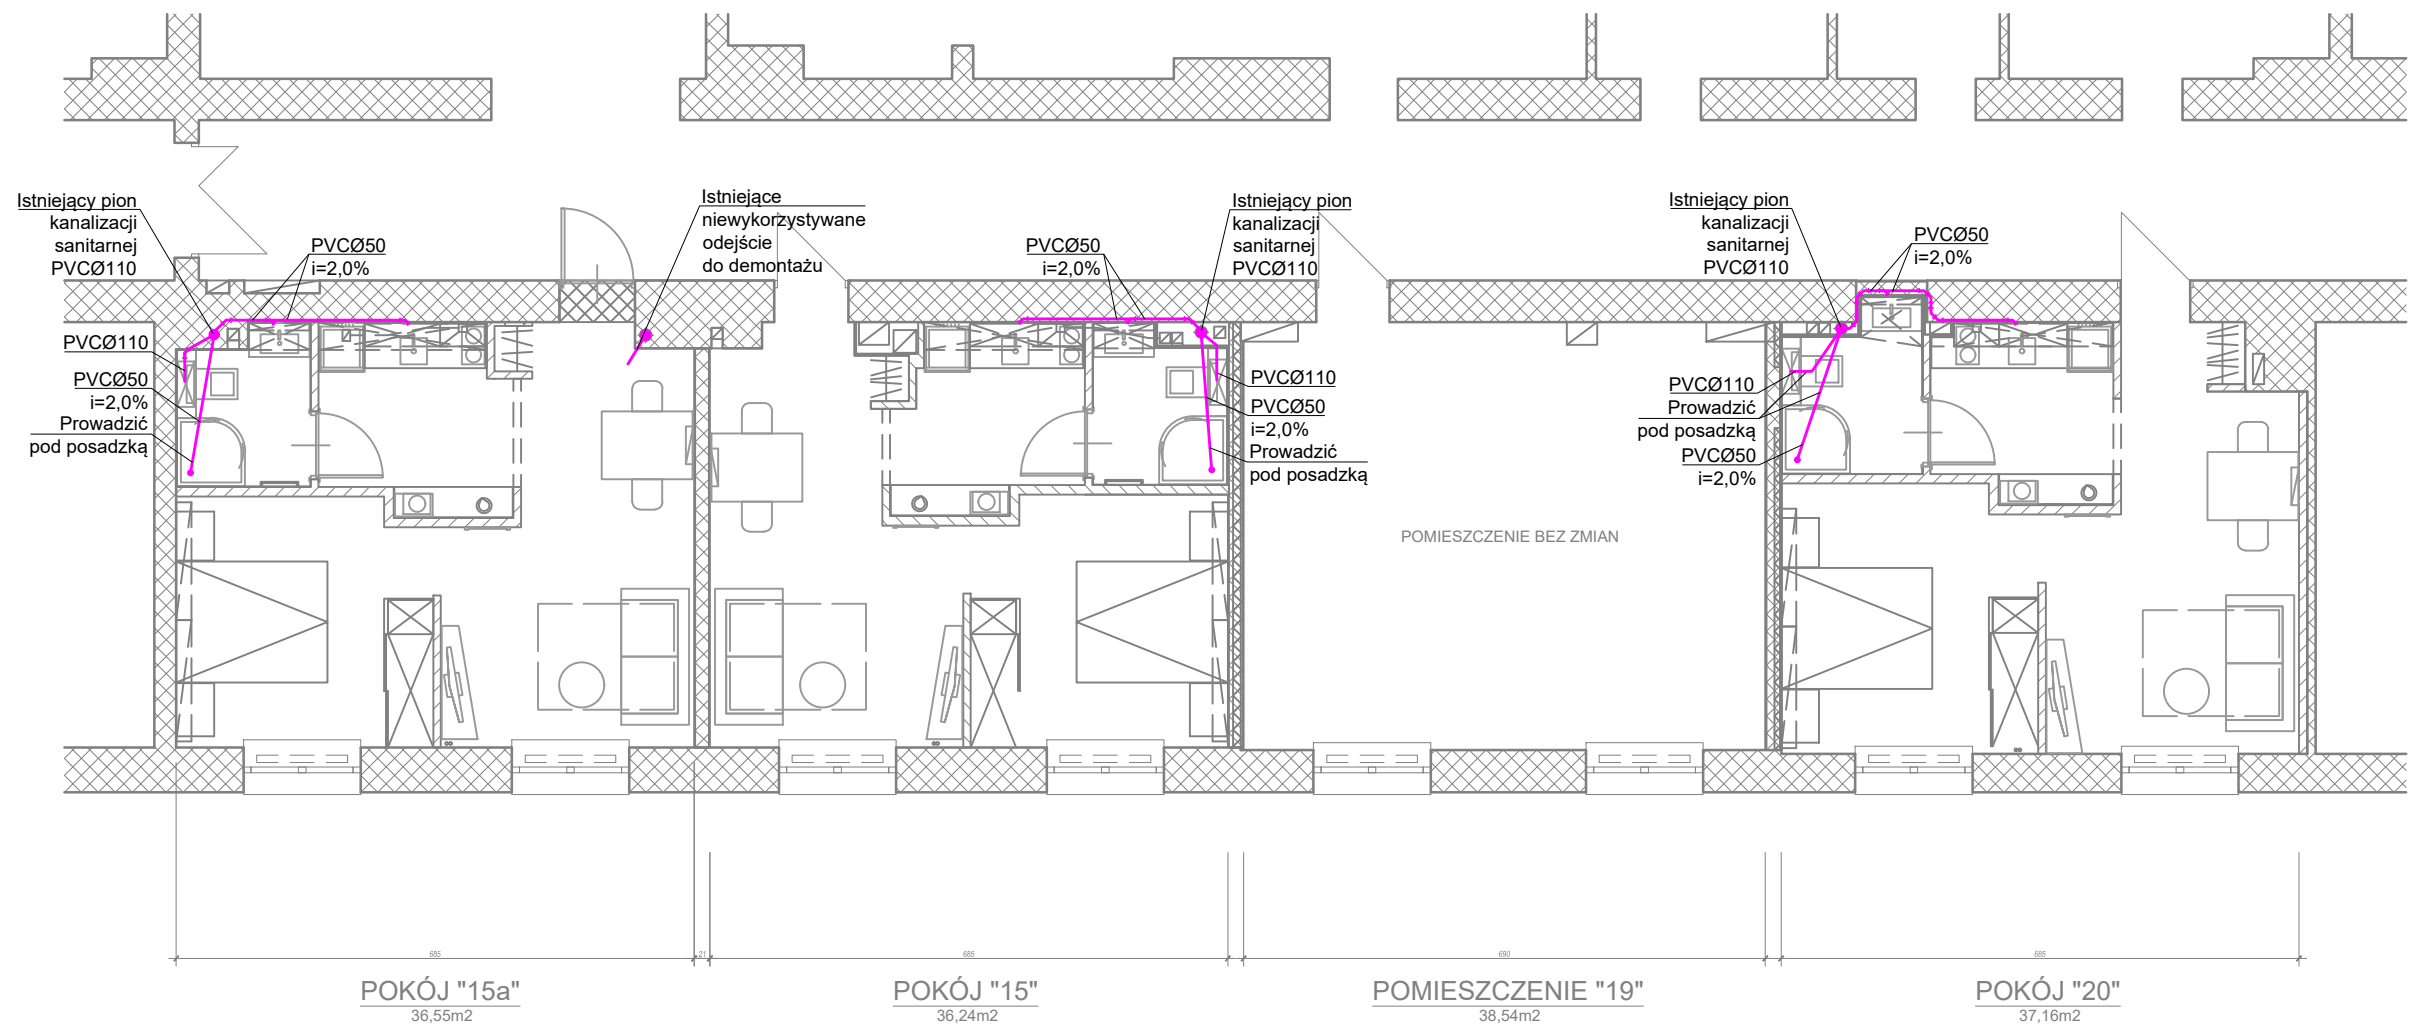 Istniejący pion
kanalizacji
sanitarnej
PVCØ110
PVCØ50
i=2,0%
PVCØ110
PVCØ50
i=2,0%
Prowadzić
pod posadzką
Istniejące
niewykorzystywane
odejście
do demontażu
PVCØ50
i=2,0%
Istniejący pion
kanalizacji
sanitarnej
PVCØ110
PVCØ110
PVCØ50
i=2,0%
Prowadzić
pod posadzką
Istniejący pion
kanalizacji
sanitarnej
PVCØ110
PVCØ50
i=2,0%
PVCØ110
Prowadzić
pod posadzką
PVCØ50
i=2,0%
POMIESZCZENIE BEZ ZMIAN
685
21
685
690
685
POKÓJ "15a"
36,55m2
POKÓJ "15"
36,24m2
POMIESZCZENIE "19"
38,54m2
POKÓJ "20"
37,16m2